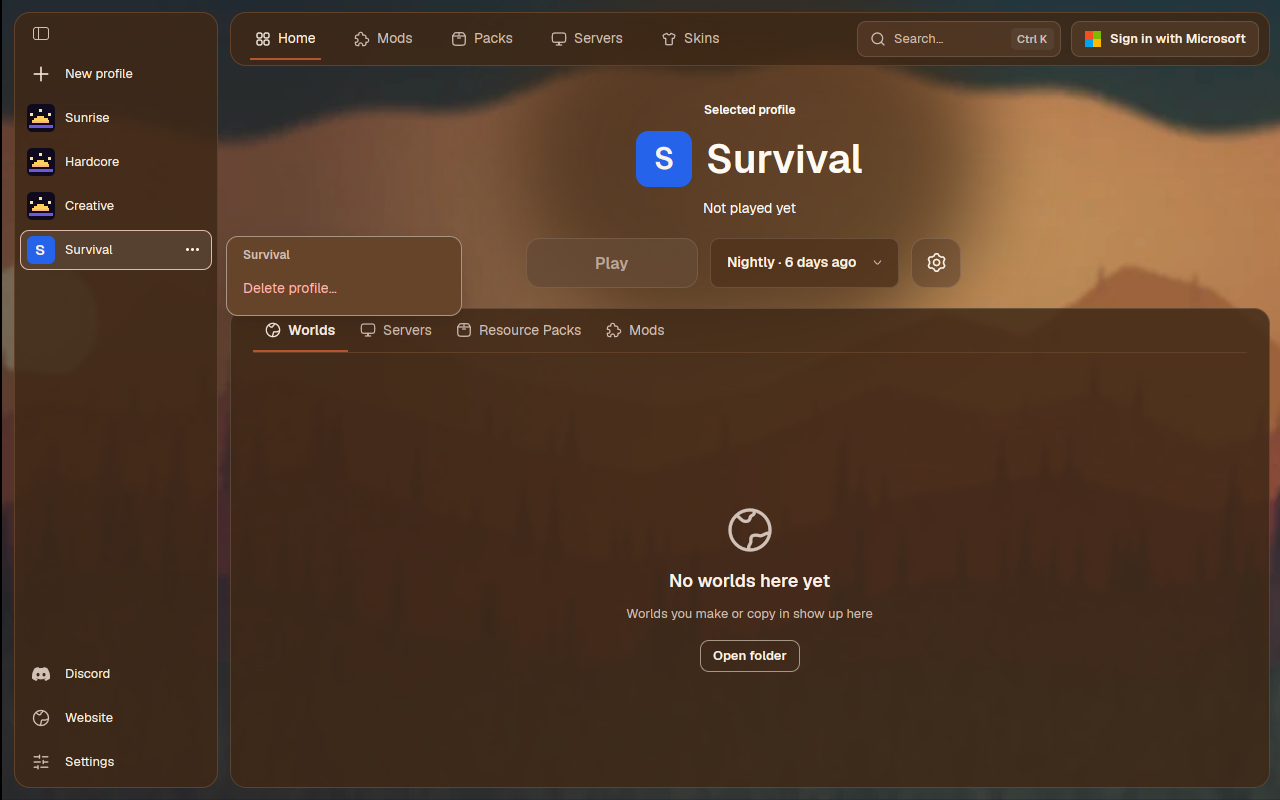 New profile
Sunrise
Hardcore
Creative
S Survival
Discord
Website
Settings
Home Mods Packs Servers Skins Search... Ctrl K Sign in with Microsoft
Selected profile
S Survival
Not played yet
Play Nightly · 6 days ago
Survival
Delete profile...
Worlds Servers Resource Packs Mods
No worlds here yet
Worlds you make or copy in show up here
Open folder